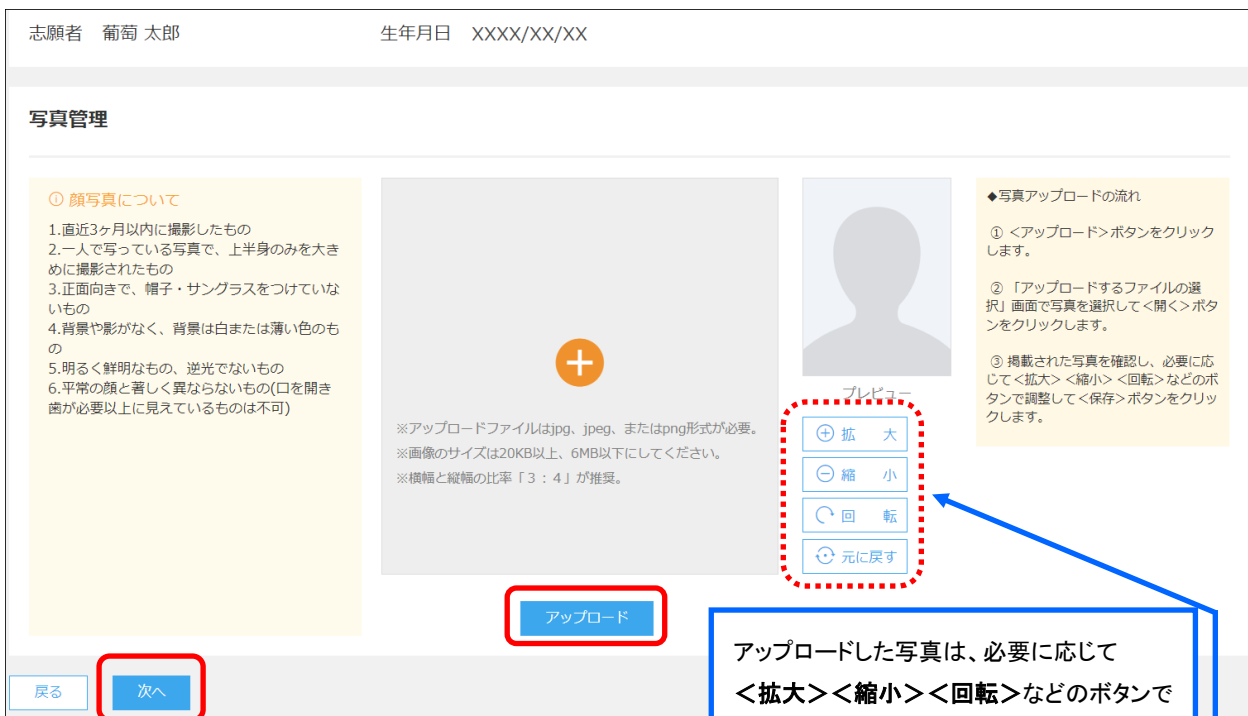 志願者 葡萄 太郎 生年月日 XXXX/XX/XX
写真管理
顔写真について
1.直近3ヶ月以内に撮影したもの
2.一人で写っている写真で、上半身のみを大き
めに撮影されたもの
3.正面向きで、帽子・サングラスをつけていな
いもの
4.背景や影がなく、背景は白または薄い色のも
の
5.明るく鮮明なもの、逆光でないもの
6.平常の顔と著しく異ならないもの(口を開き
歯が必要以上に見えているものは不可)
※アップロードファイルはjpg、jpeg、またはpng形式が必要。
※画像のサイズは20KB以上、6MB以下にしてください。
※横幅と縦幅の比率「3：4」が推奨。
アップロード
プレビュー
拡 大
縮 小
回 転
元に戻す
◆写真アップロードの流れ
① <アップロード>ボタンをクリック
します。
② 「アップロードするファイルの選
択」画面で写真を選択して<開く>ボタ
ンをクリックします。
③ 掲載された写真を確認し、必要に応
じて<拡大> <縮小> <回転>などのボ
タンで調整して<保存>ボタンをクリッ
クします。
アップロードした写真は、必要に応じて
＜拡大＞＜縮小＞＜回転＞などのボタンで
戻る
次へ